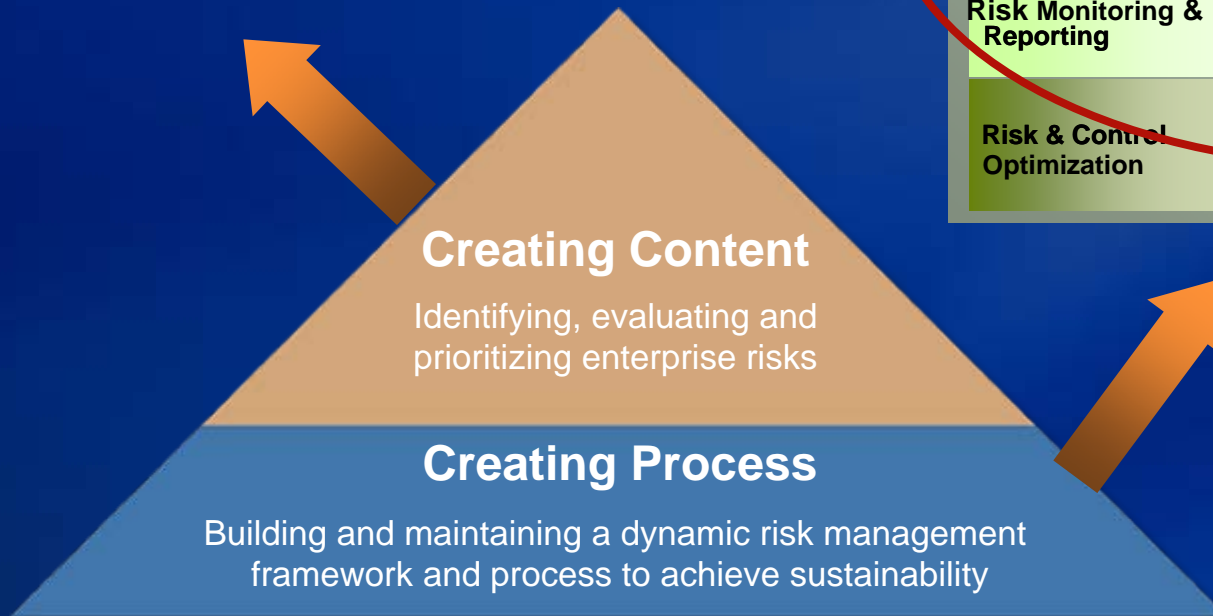 Risk Monitoring &
Reporting
Risk & Control
Optimization
Creating Content
Identifying, evaluating and
prioritizing enterprise risks
Creating Process
Building and maintaining a dynamic risk management
framework and process to achieve sustainability